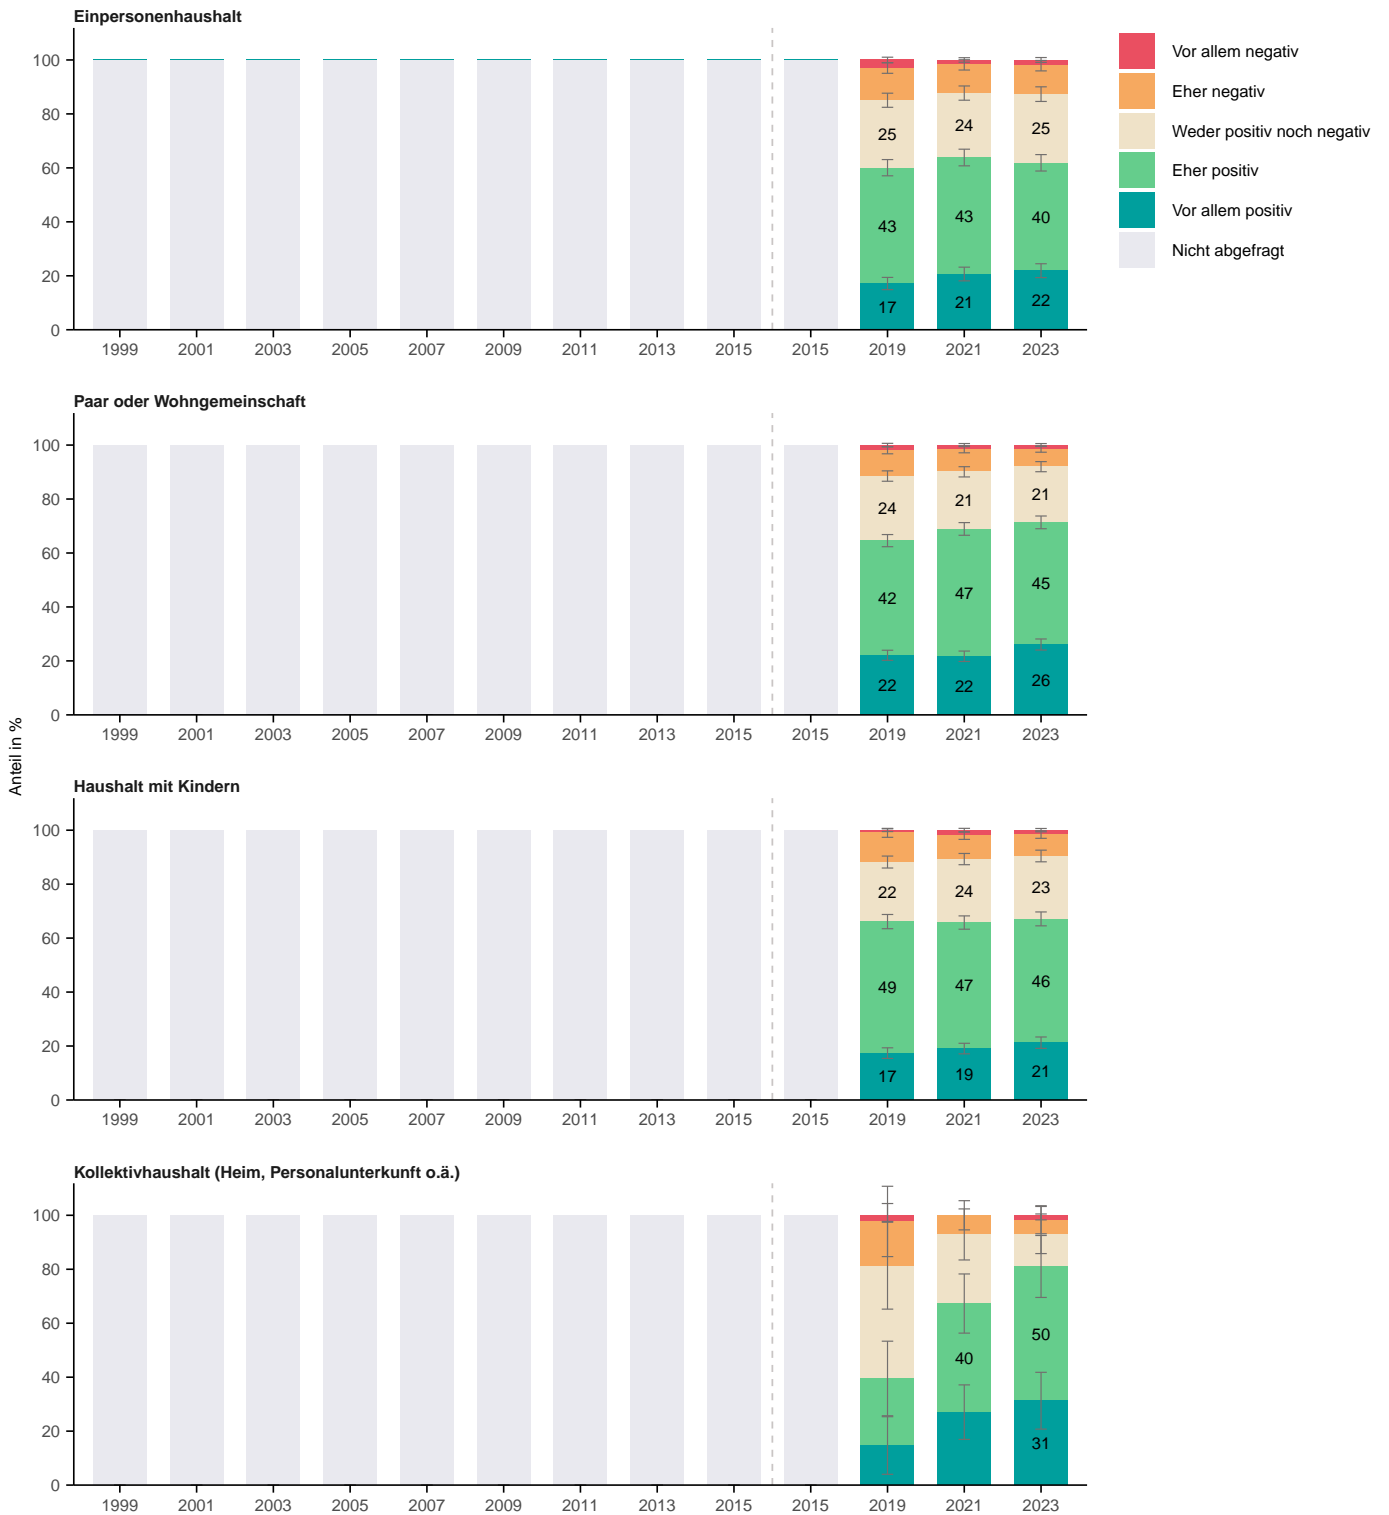 Einpersonenhaushalt
Vor allem negativ
Eher negativ
Weder positiv noch negativ
Eher positiv
Vor allem positiv
Nicht abgefragt
100
80
60
40
20
0
25 24 25
43 43 40
17 21 22
1999 2001 2003 2005 2007 2009 2011 2013 2015 2015 2019 2021 2023
Paar oder Wohngemeinschaft
100
80
60
40
20
0
24 21 21
42 47 45
22 22 26
1999 2001 2003 2005 2007 2009 2011 2013 2015 2015 2019 2021 2023
Anteil in %
Haushalt mit Kindern
100
80
60
40
20
0
22 24 23
49 47 46
17 19 21
1999 2001 2003 2005 2007 2009 2011 2013 2015 2015 2019 2021 2023
Kollektivhaushalt (Heim, Personalunterkunft o.ä.)
100
80
60
40
20
0
40 50
31
1999 2001 2003 2005 2007 2009 2011 2013 2015 2015 2019 2021 2023